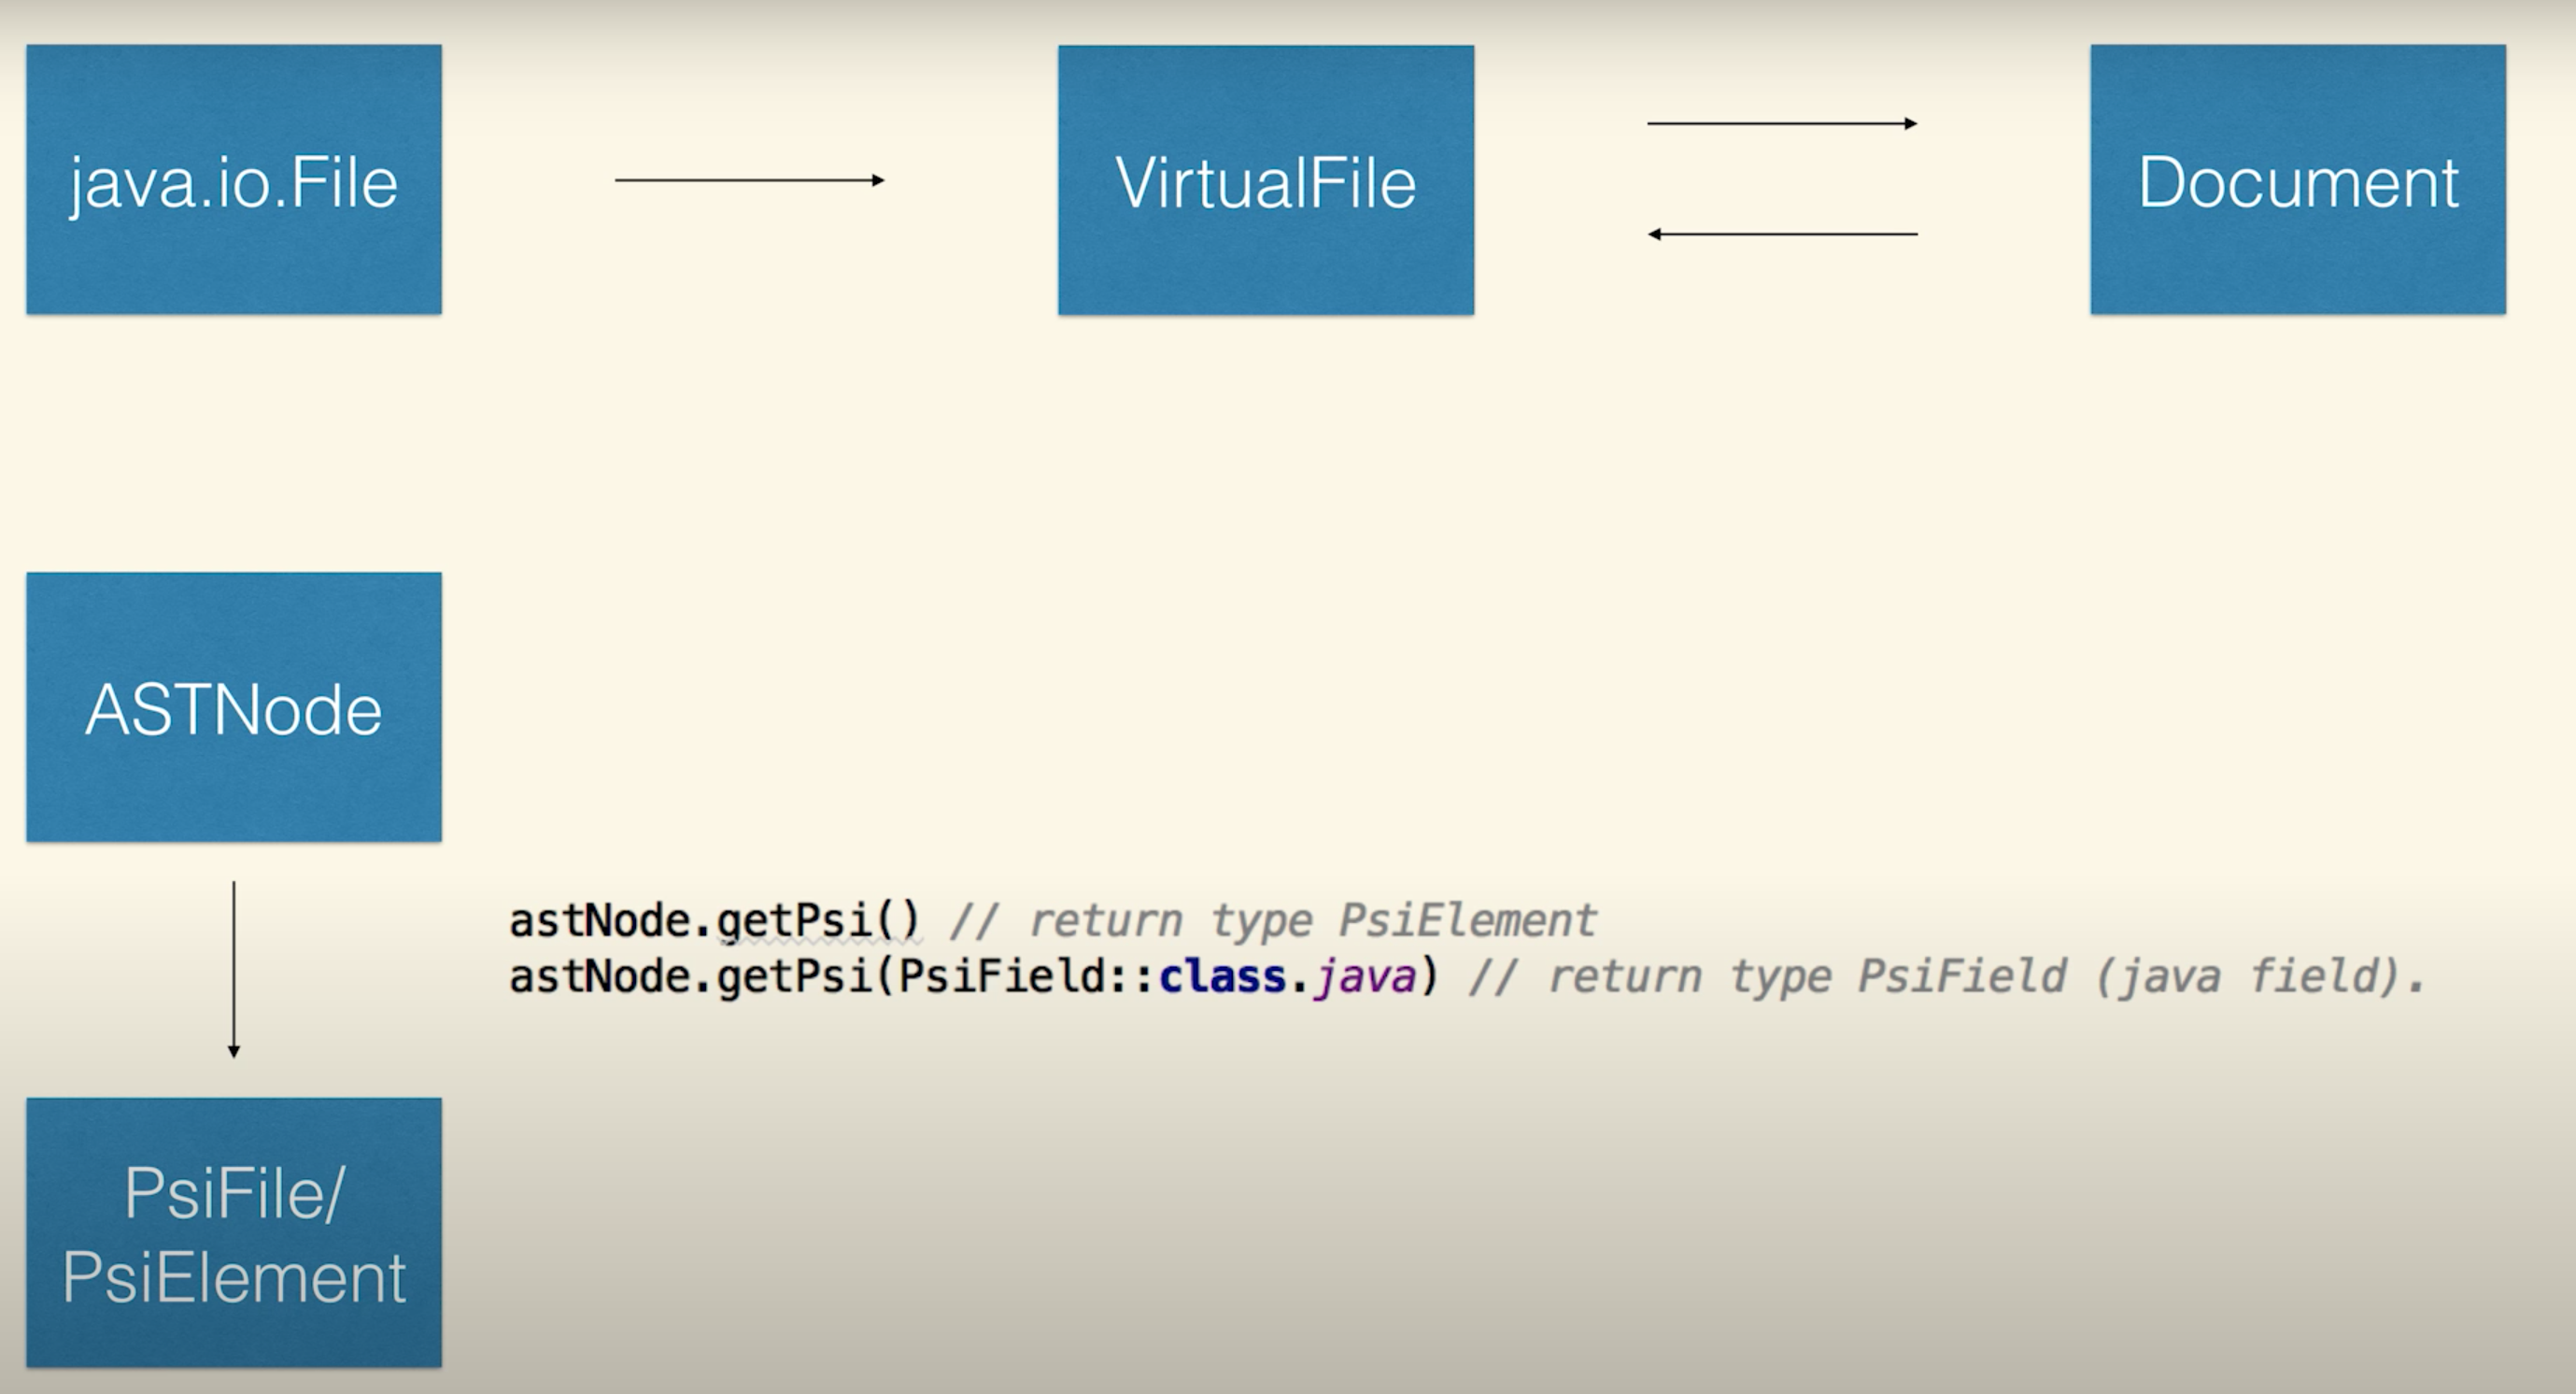 java.io.File
VirtualFile
Document
ASTNode
astNode.getPsi() // return type PsiElement
astNode.getPsi(PsiField::class.java) // return type PsiField (java field).
PsiFile/
PsiElement